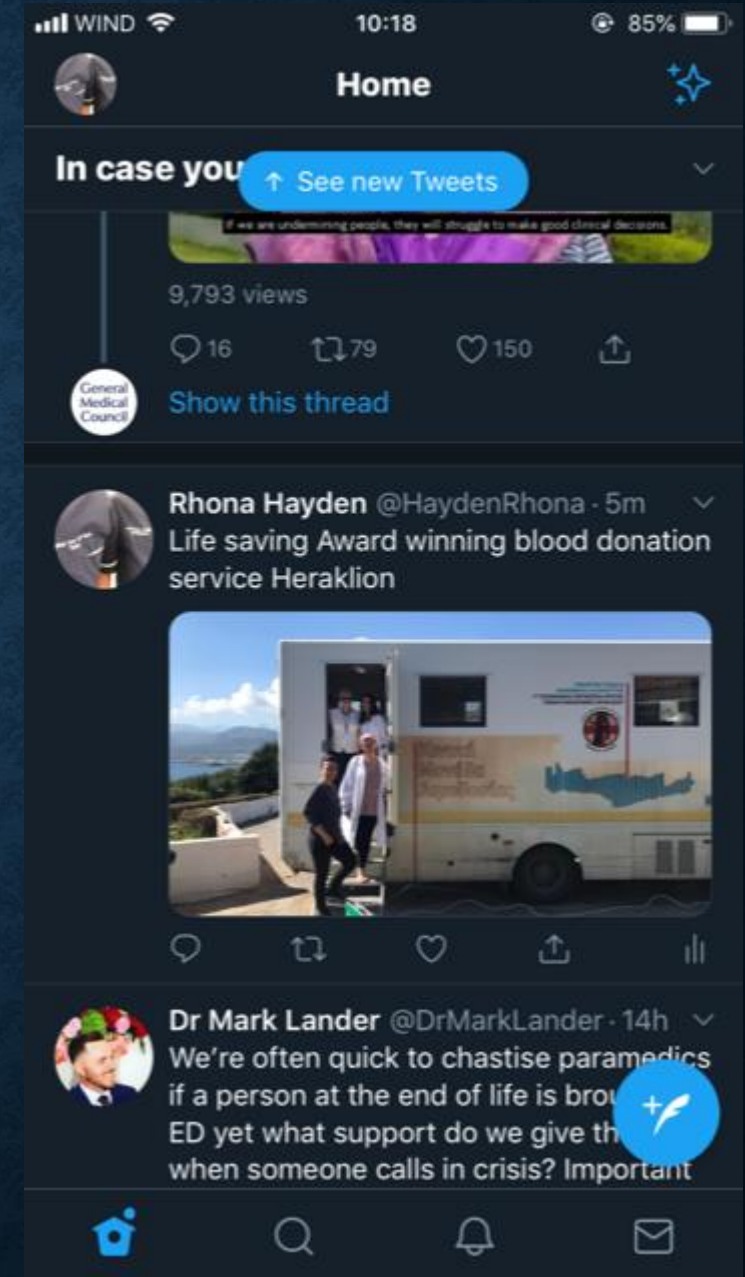 WIND 10:18 85%
Home
In case you
↑ See new Tweets
If we are undermining people, they will struggle to make good clinical decisions.
9,793 views
16 79 150
General
Medical
Council
Show this thread
Rhona Hayden @HaydenRhona · 5m
Life saving Award winning blood donation
service Heraklion
Dr Mark Lander @DrMarkLander · 14h
We're often quick to chastise paramedics
if a person at the end of life is
ED yet what support do we give
when someone calls in crisis? Important